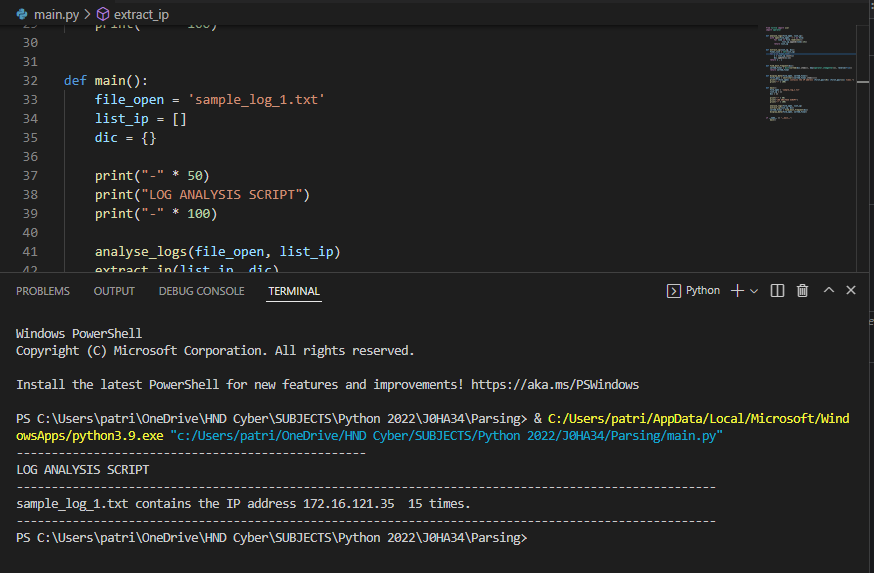 main.py > extract_ip
29 print("-" * 100)
30
31
32 def main():
33 file_open = 'sample_log_1.txt'
34 list_ip = []
35 dic = {}
36
37 print("-" * 50)
38 print("LOG ANALYSIS SCRIPT")
39 print("-" * 100)
40
41 analyse_logs(file_open, list_ip)
42 extract_ip(list_ip, dic)
PROBLEMS OUTPUT DEBUG CONSOLE TERMINAL Python
Windows PowerShell
Copyright (C) Microsoft Corporation. All rights reserved.
Install the latest PowerShell for new features and improvements! https://aka.ms/PSWindows
PS C:\Users\patri\OneDrive\HND Cyber\SUBJECTS\Python 2022\J0HA34\Parsing> & C:/Users/patri/AppData/Local/Microsoft/Wind
owsApps/python3.9.exe "c:/Users/patri/OneDrive/HND Cyber/SUBJECTS/Python 2022/J0HA34/Parsing/main.py"
--------------------------------------------------
LOG ANALYSIS SCRIPT
----------------------------------------------------------------------------------------------------
sample_log_1.txt contains the IP address 172.16.121.35  15 times.
----------------------------------------------------------------------------------------------------
PS C:\Users\patri\OneDrive\HND Cyber\SUBJECTS\Python 2022\J0HA34\Parsing>